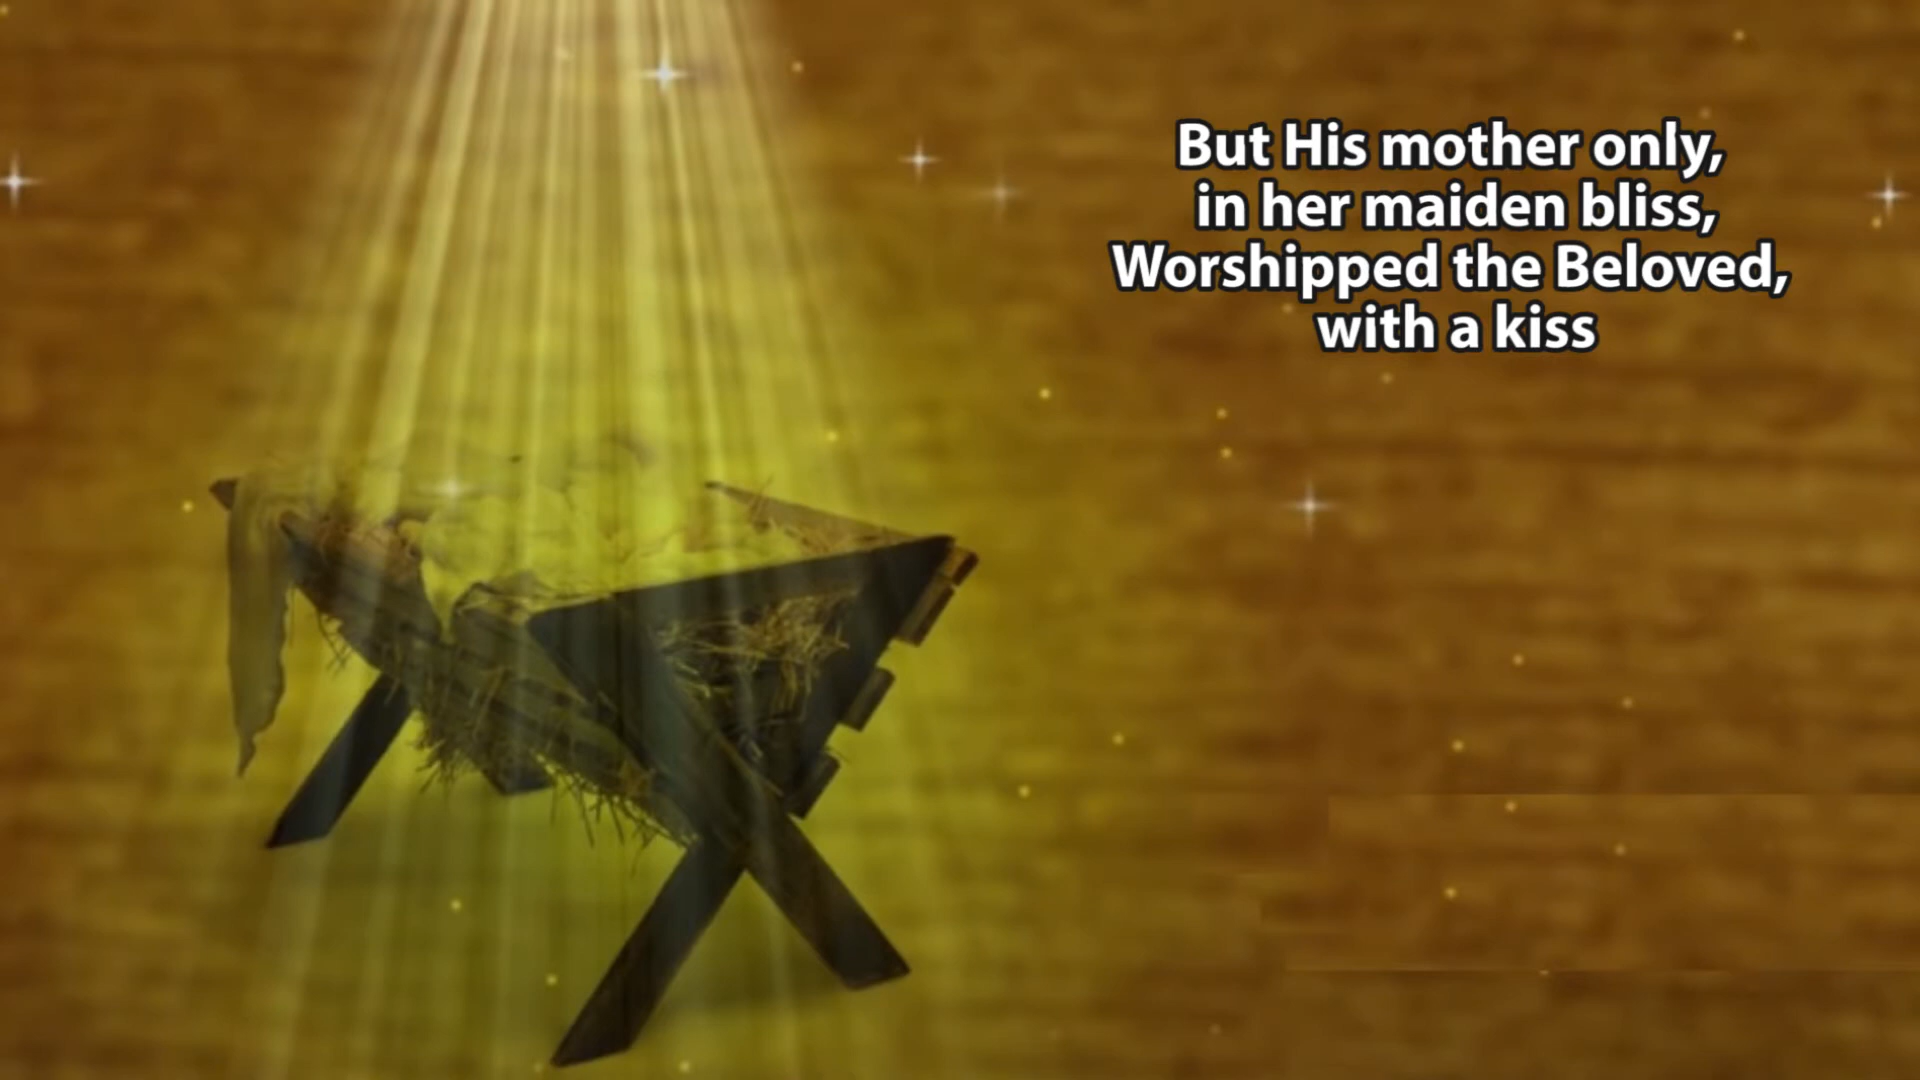 But His mother only,
in her maiden bliss,
Worshipped the Beloved,
with a kiss